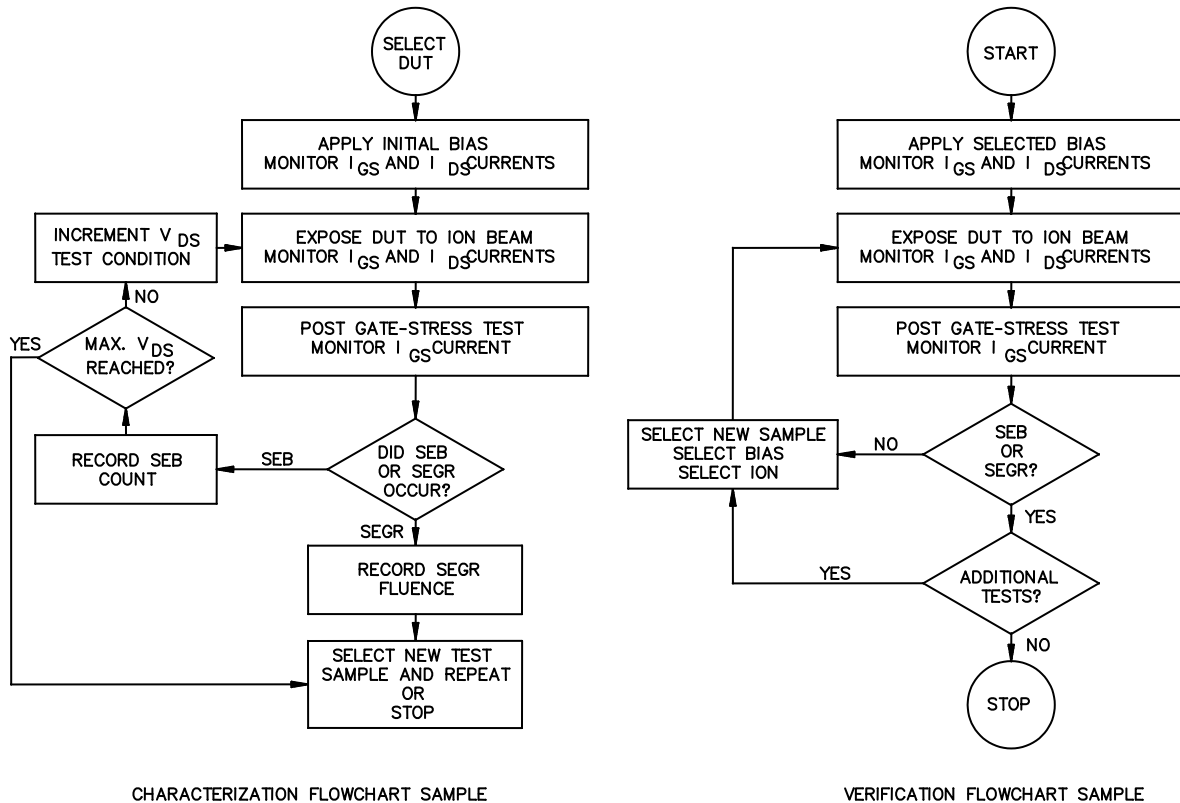 SELECT
DUT
APPLY INITIAL BIAS
MONITOR I GS AND I DS CURRENTS
INCREMENT V DS
TEST CONDITION
EXPOSE DUT TO ION BEAM
MONITOR I GS AND I DS CURRENTS
NO
POST GATE-STRESS TEST
MONITOR I GS CURRENT
YES
MAX. V DS
REACHED?
RECORD SEB
COUNT
SEB
DID SEB
OR SEGR
OCCUR?
SEGR
RECORD SEGR
FLUENCE
SELECT NEW TEST
SAMPLE AND REPEAT
OR
STOP
CHARACTERIZATION FLOWCHART SAMPLE
START
APPLY SELECTED BIAS
MONITOR I GS AND I DS CURRENTS
EXPOSE DUT TO ION BEAM
MONITOR I GS AND I DS CURRENTS
POST GATE-STRESS TEST
MONITOR I GS CURRENT
SELECT NEW SAMPLE
SELECT BIAS
SELECT ION
NO
SEB
OR
SEGR?
YES
YES
ADDITIONAL
TESTS?
NO
STOP
VERIFICATION FLOWCHART SAMPLE